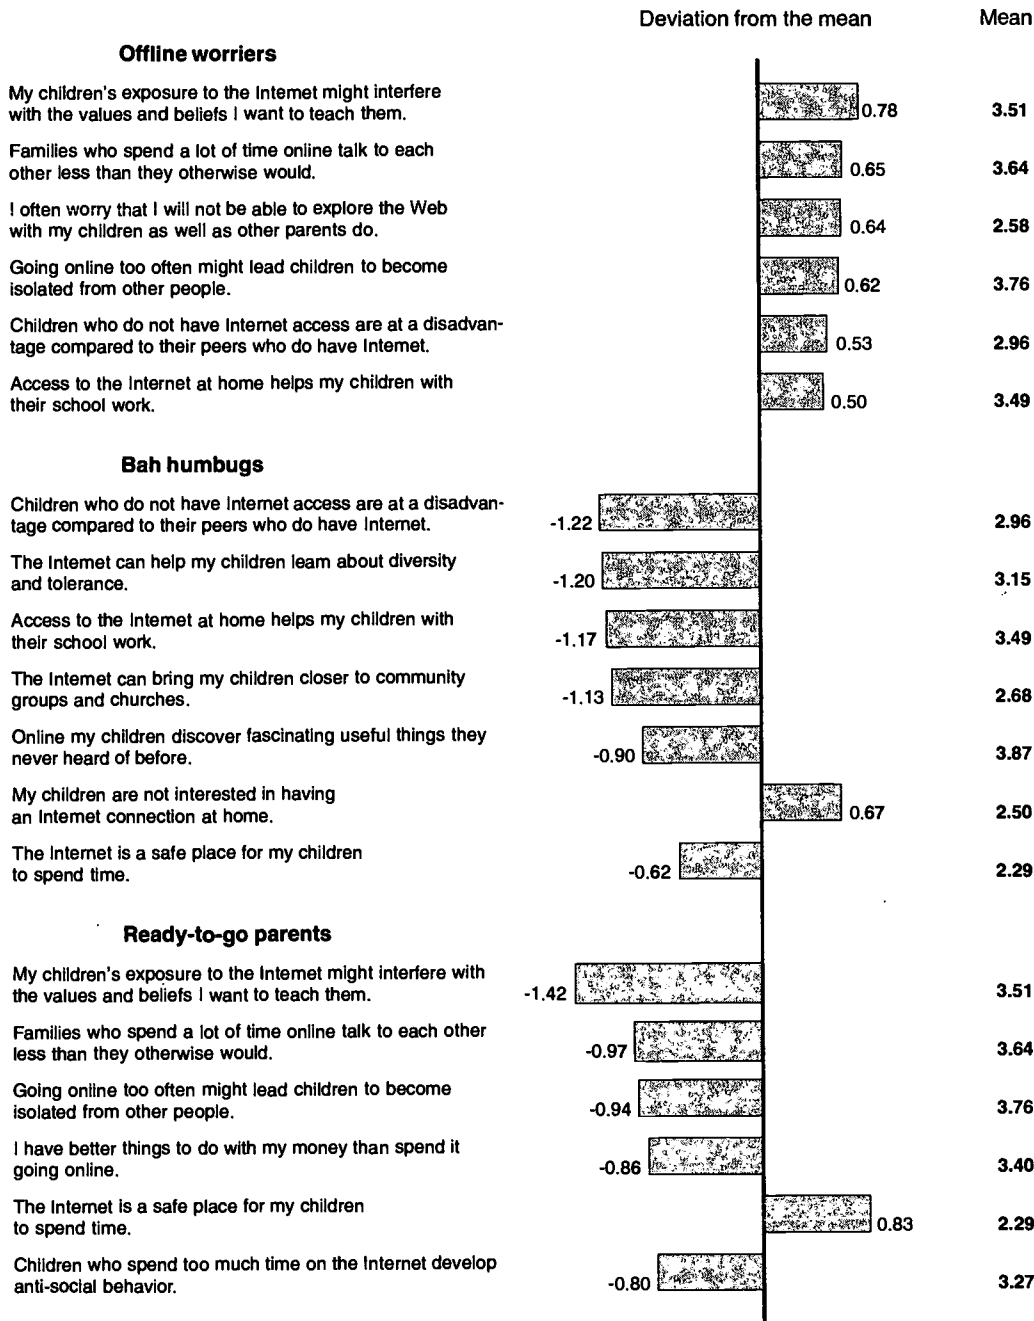 Deviation from the mean Mean
Offline worriers
My children's exposure to the Internet might interfere
with the values and beliefs I want to teach them.
0.78 3.51
Families who spend a lot of time online talk to each
other less than they otherwise would.
0.65 3.64
I often worry that I will not be able to explore the Web
with my children as well as other parents do.
0.64 2.58
Going online too often might lead children to become
isolated from other people.
0.62 3.76
Children who do not have Internet access are at a disadvan-
tage compared to their peers who do have Internet.
0.53 2.96
Access to the Internet at home helps my children with
their school work.
0.50 3.49
Bah humbugs
Children who do not have Internet access are at a disadvan-
tage compared to their peers who do have Internet.
-1.22 2.96
The Internet can help my children learn about diversity
and tolerance.
-1.20 3.15
Access to the Internet at home helps my children with
their school work.
-1.17 3.49
The Internet can bring my children closer to community
groups and churches.
-1.13 2.68
Online my children discover fascinating useful things they
never heard of before.
-0.90 3.87
My children are not interested in having
an Internet connection at home.
0.67 2.50
The Internet is a safe place for my children
to spend time.
-0.62 2.29
Ready-to-go parents
My children's exposure to the Internet might interfere with
the values and beliefs I want to teach them.
-1.42 3.51
Families who spend a lot of time online talk to each other
less than they otherwise would.
-0.97 3.64
Going online too often might lead children to become
isolated from other people.
-0.94 3.76
I have better things to do with my money than spend it
going online.
-0.86 3.40
The Internet is a safe place for my children
to spend time.
0.83 2.29
Children who spend too much time on the Internet develop
anti-social behavior.
-0.80 3.27